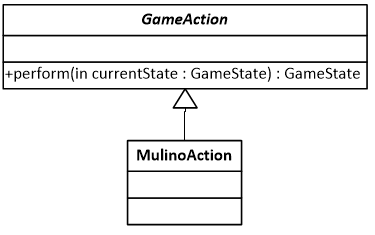 GameAction
+perform(in currentState : GameState) : GameState
MulinoAction